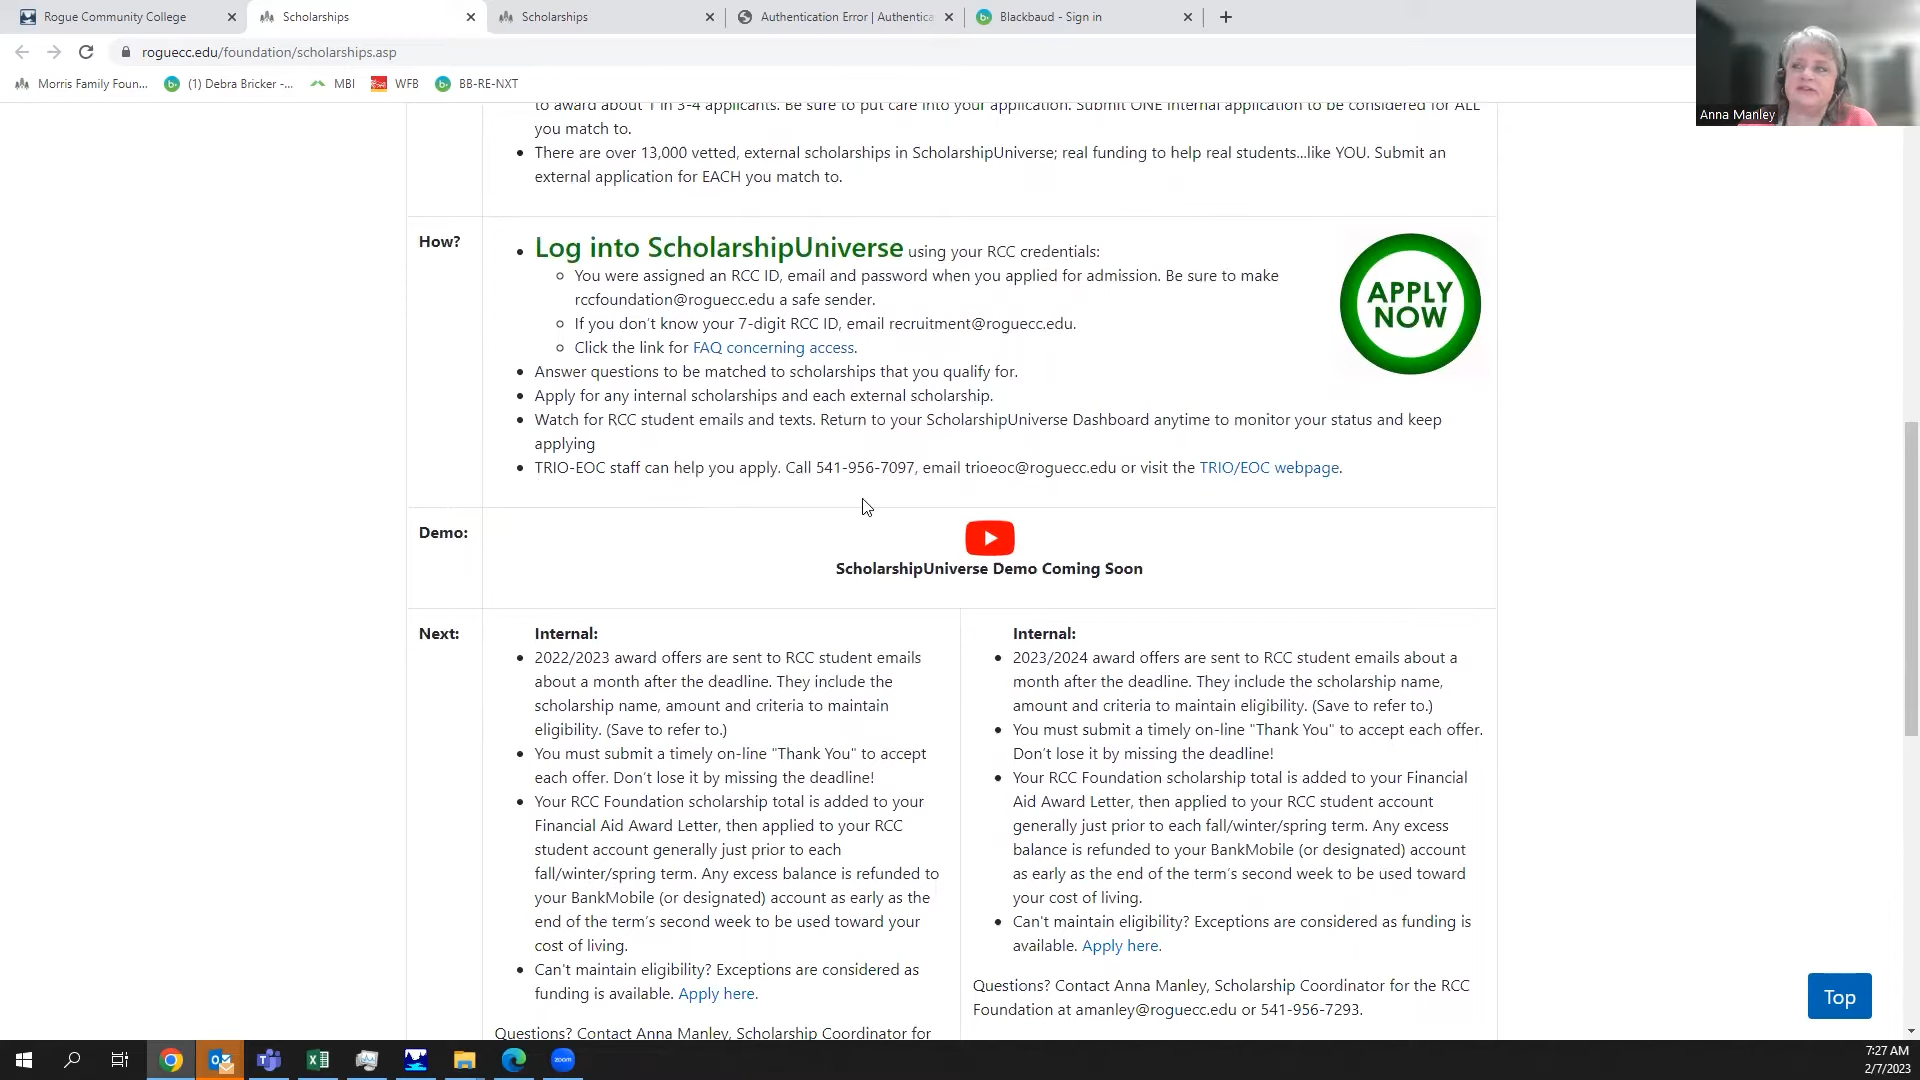 Rogue Community College
Scholarships
Scholarships
Authentication Error | Authentica
Blackbaud - Sign in
roguecc.edu/foundation/scholarships.asp
Morris Family Foun...
(1) Debra Bricker -...
MBI
WFB
BB-RE-NXT
Anna Manley
to award about 1 in 3-4 applicants. Be sure to put care into your application. Submit ONE internal application to be considered for ALL
you match to.
There are over 13,000 vetted, external scholarships in ScholarshipUniverse; real funding to help real students...like YOU. Submit an
external application for EACH you match to.
How?
Log into ScholarshipUniverse using your RCC credentials:
You were assigned an RCC ID, email and password when you applied for admission. Be sure to make
rccfoundation@roguecc.edu a safe sender.
If you don't know your 7-digit RCC ID, email recruitment@roguecc.edu.
Click the link for FAQ concerning access.
APPLY
NOW
Answer questions to be matched to scholarships that you qualify for.
Apply for any internal scholarships and each external scholarship.
Watch for RCC student emails and texts. Return to your ScholarshipUniverse Dashboard anytime to monitor your status and keep
applying
TRIO-EOC staff can help you apply. Call 541-956-7097, email trioeoc@roguecc.edu or visit the TRIO/EOC webpage.
Demo:
ScholarshipUniverse Demo Coming Soon
Next:
Internal:
2022/2023 award offers are sent to RCC student emails
about a month after the deadline. They include the
scholarship name, amount and criteria to maintain
eligibility. (Save to refer to.)
You must submit a timely on-line "Thank You" to accept
each offer. Don't lose it by missing the deadline!
Your RCC Foundation scholarship total is added to your
Financial Aid Award Letter, then applied to your RCC
student account generally just prior to each
fall/winter/spring term. Any excess balance is refunded to
your BankMobile (or designated) account as early as the
end of the term's second week to be used toward your
cost of living.
Can't maintain eligibility? Exceptions are considered as
funding is available. Apply here.
Questions? Contact Anna Manley, Scholarship Coordinator for
Internal:
2023/2024 award offers are sent to RCC student emails about a
month after the deadline. They include the scholarship name,
amount and criteria to maintain eligibility. (Save to refer to.)
You must submit a timely on-line "Thank You" to accept each offer.
Don't lose it by missing the deadline!
Your RCC Foundation scholarship total is added to your Financial
Aid Award Letter, then applied to your RCC student account
generally just prior to each fall/winter/spring term. Any excess
balance is refunded to your BankMobile (or designated) account
as early as the end of the term's second week to be used toward
your cost of living.
Can't maintain eligibility? Exceptions are considered as funding is
available. Apply here.
Questions? Contact Anna Manley, Scholarship Coordinator for the RCC
Foundation at amanley@roguecc.edu or 541-956-7293.
Top
zoom
7:27 AM
2/7/2023